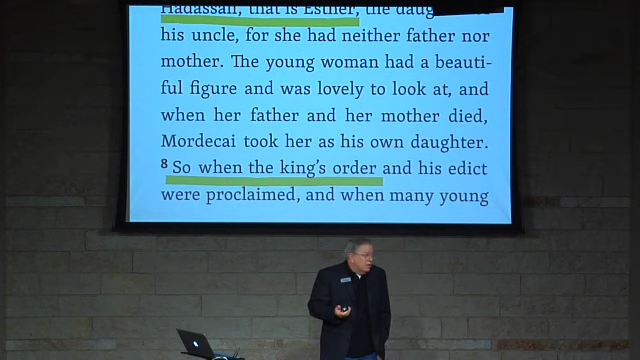 Hadassah, that is Esther, the
his uncle, for she had neither father nor
mother. The young woman had a beauti-
ful figure and was lovely to look at, and
when her father and her mother died,
Mordecai took her as his own daughter.
8 So when the king's order and his edict
were proclaimed, and when many young